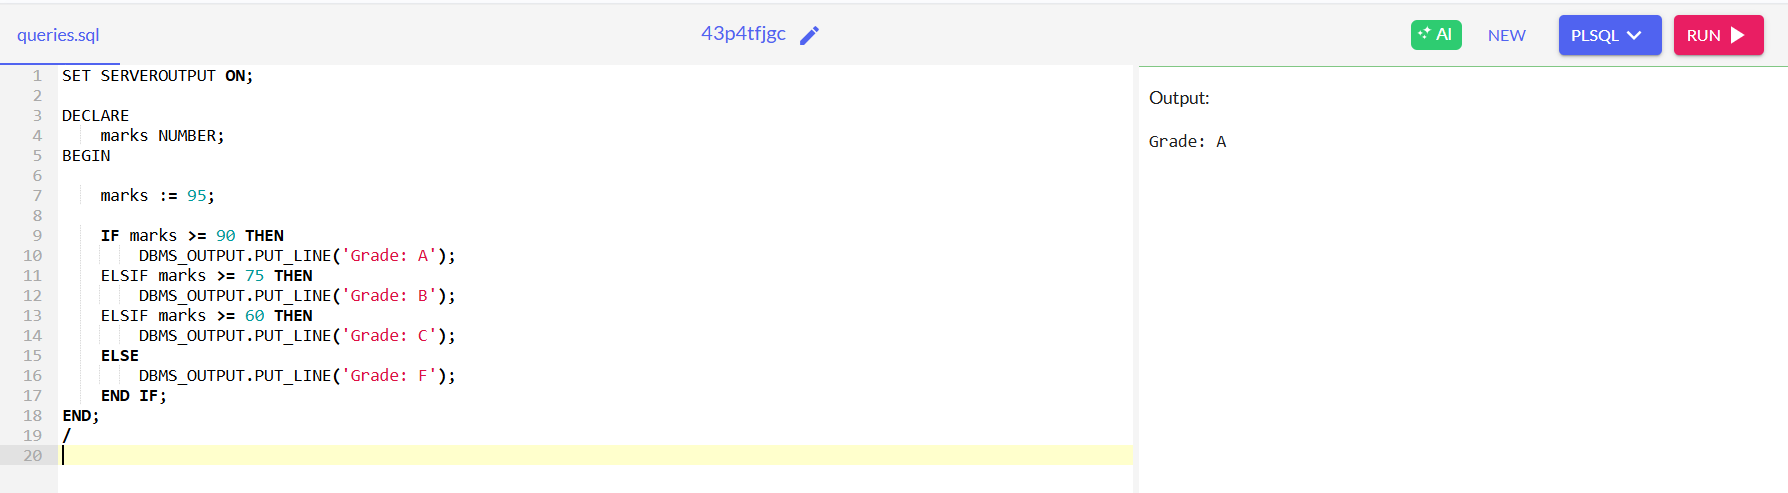 queries.sql
43p4tfjgc
AI
NEW
PLSQL
RUN
1 SET SERVEROUTPUT ON;
2
3 DECLARE
4     marks NUMBER;
5 BEGIN
6
7     marks := 95;
8
9     IF marks >= 90 THEN
10         DBMS_OUTPUT.PUT_LINE('Grade: A');
11     ELSIF marks >= 75 THEN
12         DBMS_OUTPUT.PUT_LINE('Grade: B');
13     ELSIF marks >= 60 THEN
14         DBMS_OUTPUT.PUT_LINE('Grade: C');
15     ELSE
16         DBMS_OUTPUT.PUT_LINE('Grade: F');
17     END IF;
18 END;
19 /
20
Output:
Grade: A